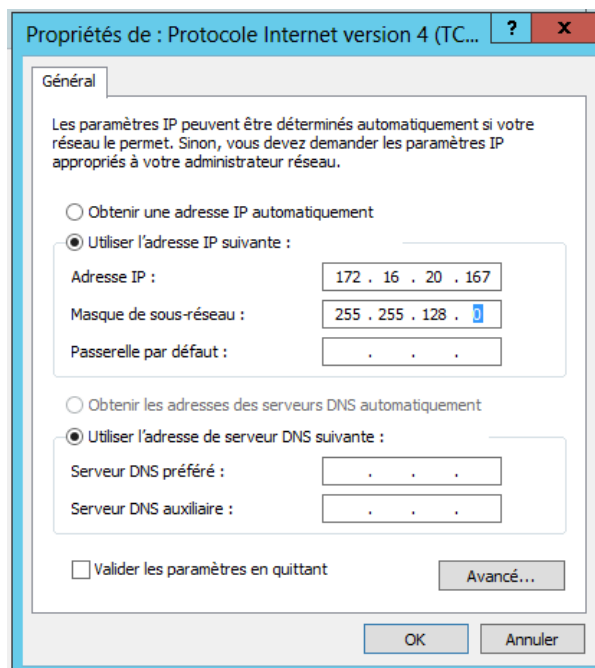 Propriétés de : Protocole Internet version 4 (TC... ? x
Général
Les paramètres IP peuvent être déterminés automatiquement si votre
réseau le permet. Sinon, vous devez demander les paramètres IP
appropriés à votre administrateur réseau.
Obtenir une adresse IP automatiquement
Utiliser l'adresse IP suivante :
Adresse IP : 172 . 16 . 20 . 167
Masque de sous-réseau : 255 . 255 . 128 . 0
Passerelle par défaut : . . .
Obtenir les adresses des serveurs DNS automatiquement
Utiliser l'adresse de serveur DNS suivante :
Serveur DNS préféré : . . .
Serveur DNS auxiliaire : . . .
Valider les paramètres en quittant Avancé...
OK Annuler